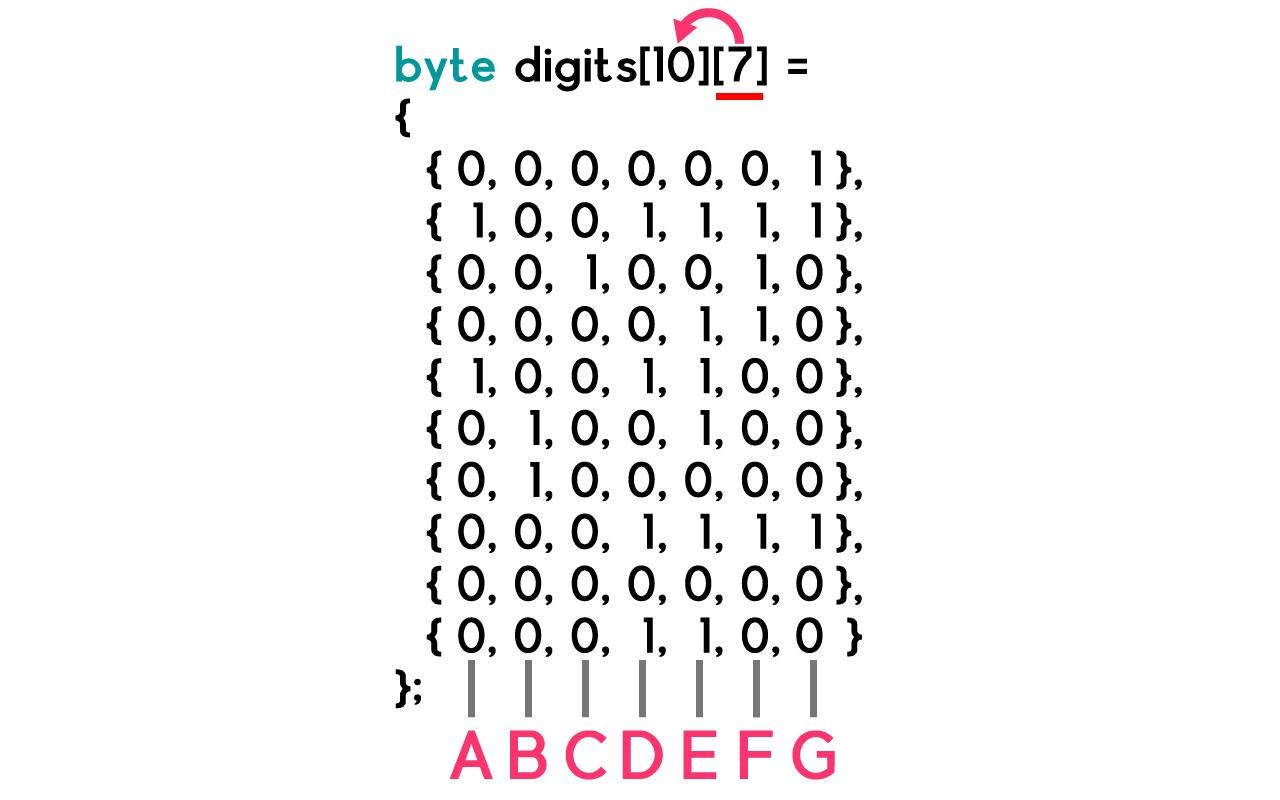 byte digits[10][7] =
{
{ 0, 0, 0, 0, 0, 0, 1 },
{ 1, 0, 0, 1, 1, 1, 1 },
{ 0, 0, 1, 0, 0, 1, 0 },
{ 0, 0, 0, 0, 1, 1, 0 },
{ 1, 0, 0, 1, 1, 0, 0 },
{ 0, 1, 0, 0, 1, 0, 0 },
{ 0, 1, 0, 0, 0, 0, 0 },
{ 0, 0, 0, 1, 1, 1, 1 },
{ 0, 0, 0, 0, 0, 0, 0 },
{ 0, 0, 0, 1, 1, 0, 0 }
};
A B C D E F G